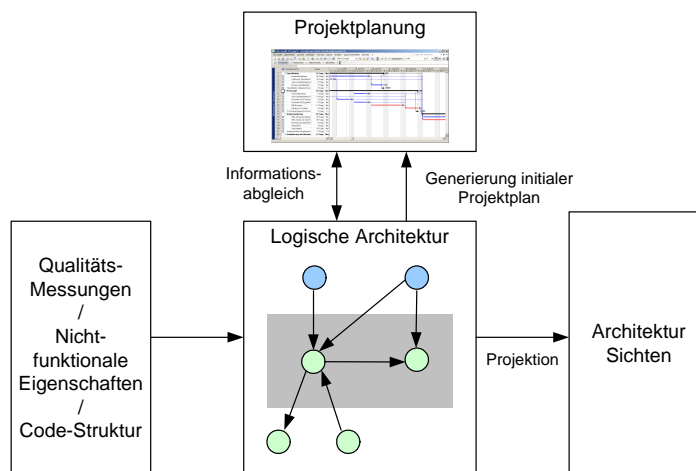 Projektplanung
Informations-
abgleich
Generierung initialer
Projektplan
Qualitäts-
Messungen
/
Nicht-
funktionale
Eigenschaften
/
Code-Struktur
Logische Architektur
Projektion
Architektur
Sichten